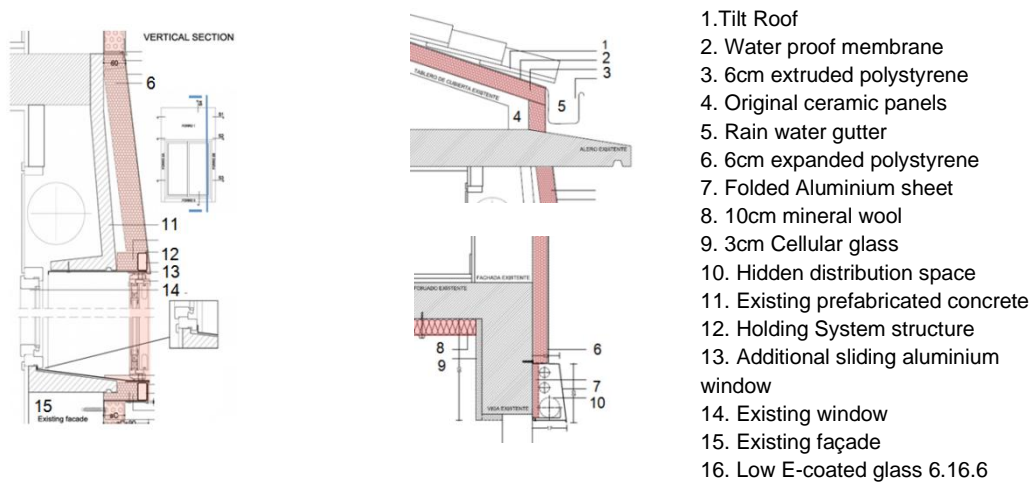 VERTICAL SECTION
60
6
11
12
13
14
15
Existing facade
1
2
3
TABLERO DE CUBIERTA EXISTENTE
4
5
ALERO EXISTENTE
FACHADA EXISTENTE
FORJADO EXISTENTE
8
9
6
7
10
VIGA EXISTENTE
1.Tilt Roof
2. Water proof membrane
3. 6cm extruded polystyrene
4. Original ceramic panels
5. Rain water gutter
6. 6cm expanded polystyrene
7. Folded Aluminium sheet
8. 10cm mineral wool
9. 3cm Cellular glass
10. Hidden distribution space
11. Existing prefabricated concrete
12. Holding System structure
13. Additional sliding aluminium
window
14. Existing window
15. Existing façade
16. Low E-coated glass 6.16.6